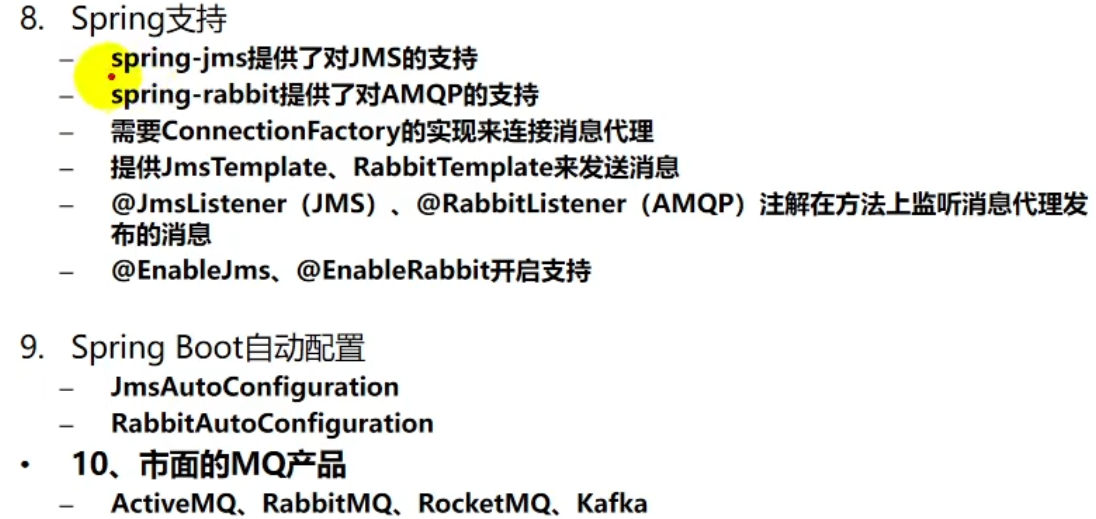 8. Spring支持
– spring-jms提供了对JMS的支持
– spring-rabbit提供了对AMQP的支持
– 需要ConnectionFactory的实现来连接消息代理
– 提供JmsTemplate、RabbitTemplate来发送消息
– @JmsListener（JMS）、@RabbitListener（AMQP）注解在方法上监听消息代理发
布的消息
– @EnableJms、@EnableRabbit开启支持
9. Spring Boot自动配置
– JmsAutoConfiguration
– RabbitAutoConfiguration
• 10、市面的MQ产品
– ActiveMQ、RabbitMQ、RocketMQ、Kafka